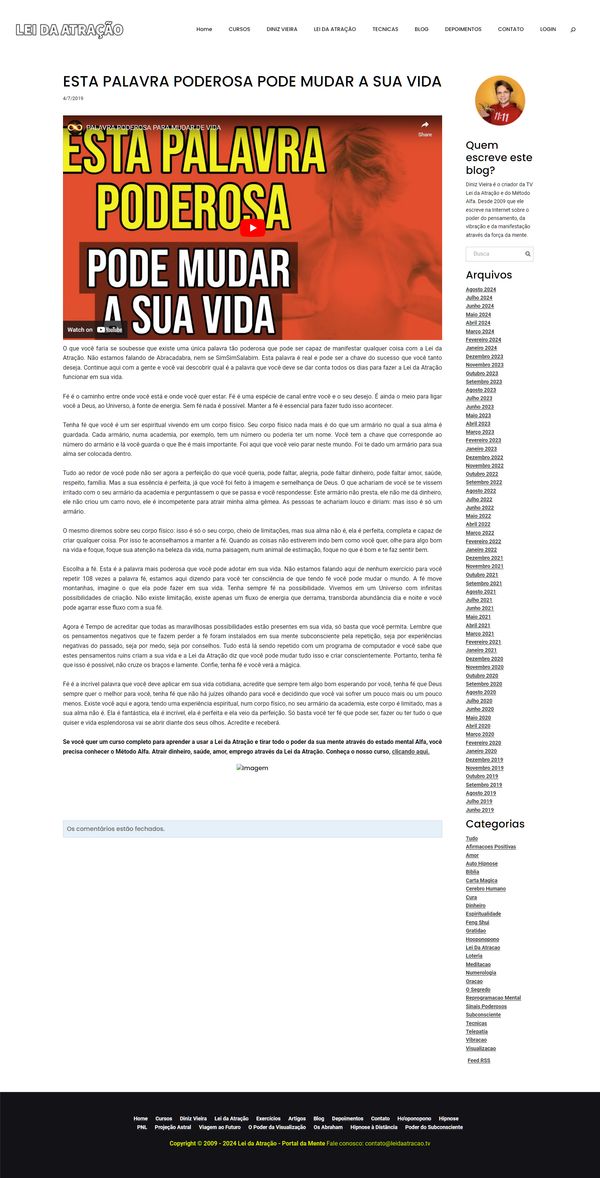 LEI DA ATRAÇÃO
Home CURSOS DINIZ VIEIRA LEI DA ATRAÇÃO TECNICAS BLOG DEPOIMENTOS CONTATO LOGIN
ESTA PALAVRA PODEROSA PODE MUDAR A SUA VIDA
4/7/2019
PALAVRA PODEROSA PARA MUDAR DE VIDA
Share
ESTA PALAVRA
PODEROSA
PODE MUDAR
A SUA VIDA
Watch on YouTube
O que você faria se soubesse que existe uma única palavra tão poderosa que pode ser capaz de manifestar qualquer coisa com a Lei da
Atração. Não estamos falando de Abracadabra, nem se SimSimSalabim. Esta palavra é real e pode ser a chave do sucesso que você tanto
deseja. Continue aqui com a gente e você vai descobrir qual é a palavra que você deve se dar conta todos os dias para fazer a Lei da Atração
funcionar em sua vida.
Fé é o caminho entre onde você está e onde você quer estar. Fé é uma espécie de canal entre você e o seu desejo. É ainda o meio para ligar
você a Deus, ao Universo, à fonte de energia. Sem fé nada é possível. Manter a fé é essencial para fazer tudo isso acontecer.
Tenha fé que você é um ser espiritual vivendo em um corpo físico. Seu corpo físico nada mais é do que um armário no qual a sua alma é
guardada. Cada armário, numa academia, por exemplo, tem um número ou poderia ter um nome. Você tem a chave que corresponde ao
número do armário e lá você guarda o que lhe é mais importante. Foi aqui que você veio parar neste mundo. Foi te dado um armário para sua
alma ser colocada dentro.
Tudo ao redor de você pode não ser agora a perfeição do que você queria, pode faltar, alegria, pode faltar dinheiro, pode faltar amor, saúde,
respeito, família. Mas a sua essência é perfeita, já que você foi feito à imagem e semelhança de Deus. O que achariam de você se te vissem
irritado com o seu armário da academia e perguntassem o que se passa e você respondesse: Este armário não presta, ele não me dá dinheiro,
ele não criou um carro novo, ele é incompetente para atrair minha alma gêmea. As pessoas te achariam louco e diriam: mas isso é só um
armário.
O mesmo diremos sobre seu corpo físico: isso é só o seu corpo, cheio de limitações, mas sua alma não é, ela é perfeita, completa e capaz de
criar qualquer coisa. Por isso te aconselhamos a manter a fé. Quando as coisas não estiverem indo bem como você quer, olhe para algo bom
na vida e foque, foque sua atenção na beleza da vida, numa paisagem, num animal de estimação, foque no que é bom e te faz sentir bem.
Escolha a fé. Esta é a palavra mais poderosa que você pode adotar em sua vida. Não estamos falando aqui de nenhum exercício para você
repetir 108 vezes a palavra fé, estamos aqui dizendo para você ter consciência de que tendo fé você pode mudar o mundo. A fé move
montanhas, imagine o que ela pode fazer em sua vida. Tenha sempre fé na possibilidade. Vivemos em um Universo com infinitas
possibilidades de criação. Não existe limitação, existe apenas um fluxo de energia que derrama, transborda abundância dia e noite e você
pode agarrar esse fluxo com a sua fé.
Agora é Tempo de acreditar que todas as maravilhosas possibilidades estão presentes em sua vida, só basta que você permita. Lembre que
os pensamentos negativos que te fazem perder a fé foram instalados em sua mente subconsciente pela repetição, seja por experiências
negativas do passado, seja por medo, seja por conselhos. Tudo está lá sendo repetido com um programa de computador e você sabe que
estes pensamentos ruins criam a sua vida e a Lei da Atração diz que você pode mudar tudo isso e criar conscientemente. Portanto, tenha fé
que isso é possível, não cruze os braços e lamente. Confie, tenha fé e você verá a mágica.
Fé é a incrível palavra que você deve aplicar em sua vida cotidiana, acredite que sempre tem algo bom esperando por você, tenha fé que Deus
sempre quer o melhor para você, tenha fé que não há juízes olhando para você e decidindo que você vai sofrer um pouco mais ou um pouco
menos. Existe você aqui e agora, tendo uma experiência espiritual, num corpo físico, no seu armário da academia, este corpo é limitado, mas a
sua alma não é. Ela é fantástica, ela é incrível, ela é perfeita e ela veio da perfeição. Só basta você ter fé que pode ser, fazer ou ter tudo o que
quiser e vida esplendorosa vai se abrir diante dos seus olhos. Acredite e receberá.
Se você quer um curso completo para aprender a usar a Lei da Atração e tirar todo o poder da sua mente através do estado mental Alfa, você
precisa conhecer o Método Alfa. Atrair dinheiro, saúde, amor, emprego através da Lei da Atração. Conheça o nosso curso, clicando aqui.
Imagem
Os comentários estão fechados.
11:11
Quem
escreve este
blog?
Diniz Vieira é o criador da TV
Lei da Atração e do Método
Alfa. Desde 2009 que ele
escreve na Internet sobre o
poder do pensamento, da
vibração e da manifestação
através da força da mente.
Busca
Arquivos
Agosto 2024
Julho 2024
Junho 2024
Maio 2024
Abril 2024
Março 2024
Fevereiro 2024
Janeiro 2024
Dezembro 2023
Novembro 2023
Outubro 2023
Setembro 2023
Agosto 2023
Julho 2023
Junho 2023
Maio 2023
Abril 2023
Março 2023
Fevereiro 2023
Janeiro 2023
Dezembro 2022
Novembro 2022
Outubro 2022
Setembro 2022
Agosto 2022
Julho 2022
Junho 2022
Maio 2022
Abril 2022
Março 2022
Fevereiro 2022
Janeiro 2022
Dezembro 2021
Novembro 2021
Outubro 2021
Setembro 2021
Agosto 2021
Julho 2021
Junho 2021
Maio 2021
Abril 2021
Março 2021
Fevereiro 2021
Janeiro 2021
Dezembro 2020
Novembro 2020
Outubro 2020
Setembro 2020
Agosto 2020
Julho 2020
Junho 2020
Maio 2020
Abril 2020
Março 2020
Fevereiro 2020
Janeiro 2020
Dezembro 2019
Novembro 2019
Outubro 2019
Setembro 2019
Agosto 2019
Julho 2019
Junho 2019
Categorias
Tudo
Afirmacoes Positivas
Amor
Auto Hipnose
Biblia
Carta Magica
Cerebro Humano
Cura
Dinheiro
Espiritualidade
Feng Shui
Gratidao
Hooponopono
Lei Da Atracao
Loteria
Meditacao
Numerologia
Oracao
O Segredo
Reprogramacao Mental
Sinais Poderosos
Subconsciente
Tecnicas
Telepatia
Vibracao
Visualizacao
Feed RSS
Home Cursos Diniz Vieira Lei da Atração Exercícios Artigos Blog Depoimentos Contato Ho'oponopono Hipnose
PNL Projeção Astral Viagem ao Futuro O Poder da Visualização Os Abraham Hipnose à Distância Poder do Subconsciente
Copyright © 2009 - 2024 Lei da Atração - Portal da Mente Fale conosco: contato@leidaatracao.tv